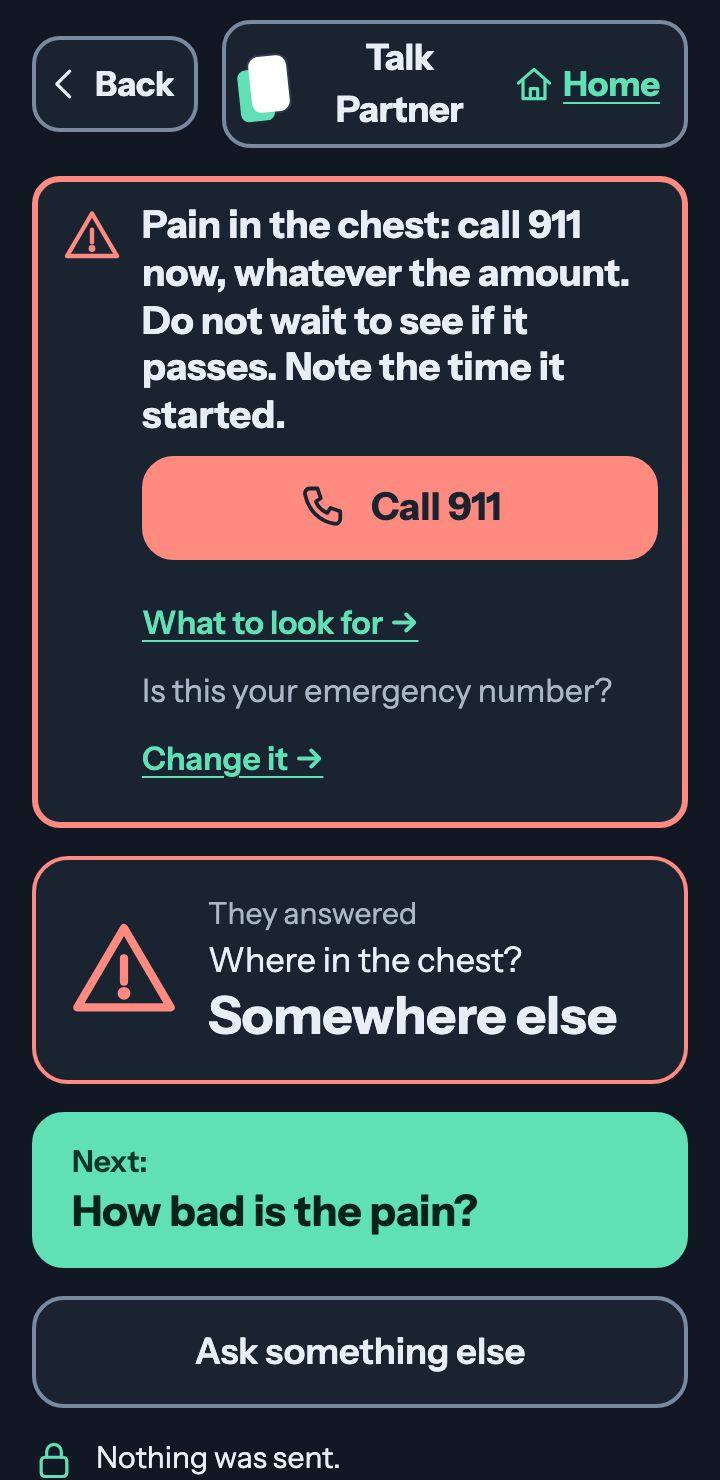 Back
Talk
Partner
Home
Pain in the chest: call 911
now, whatever the amount.
Do not wait to see if it
passes. Note the time it
started.
Call 911
What to look for →
Is this your emergency number?
Change it →
They answered
Where in the chest?
Somewhere else
Next:
How bad is the pain?
Ask something else
Nothing was sent.